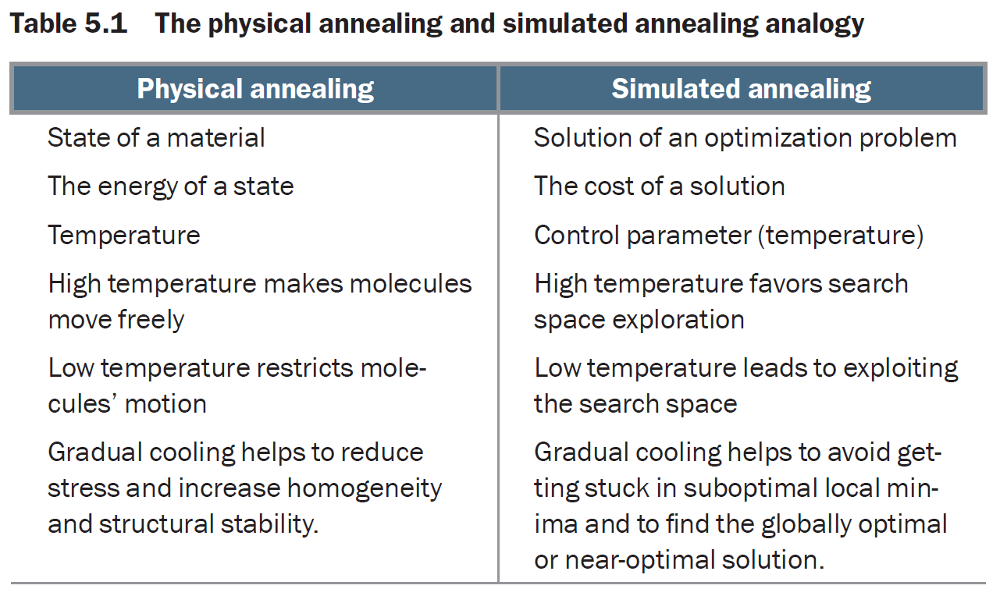 Table 5.1 The physical annealing and simulated annealing analogy
Physical annealing
Simulated annealing
State of a material
Solution of an optimization problem
The energy of a state
The cost of a solution
Temperature
Control parameter (temperature)
High temperature makes molecules
move freely
High temperature favors search
space exploration
Low temperature restricts mole-
cules’ motion
Low temperature leads to exploiting
the search space
Gradual cooling helps to reduce
stress and increase homogeneity
and structural stability.
Gradual cooling helps to avoid get-
ting stuck in suboptimal local min-
ima and to find the globally optimal
or near-optimal solution.